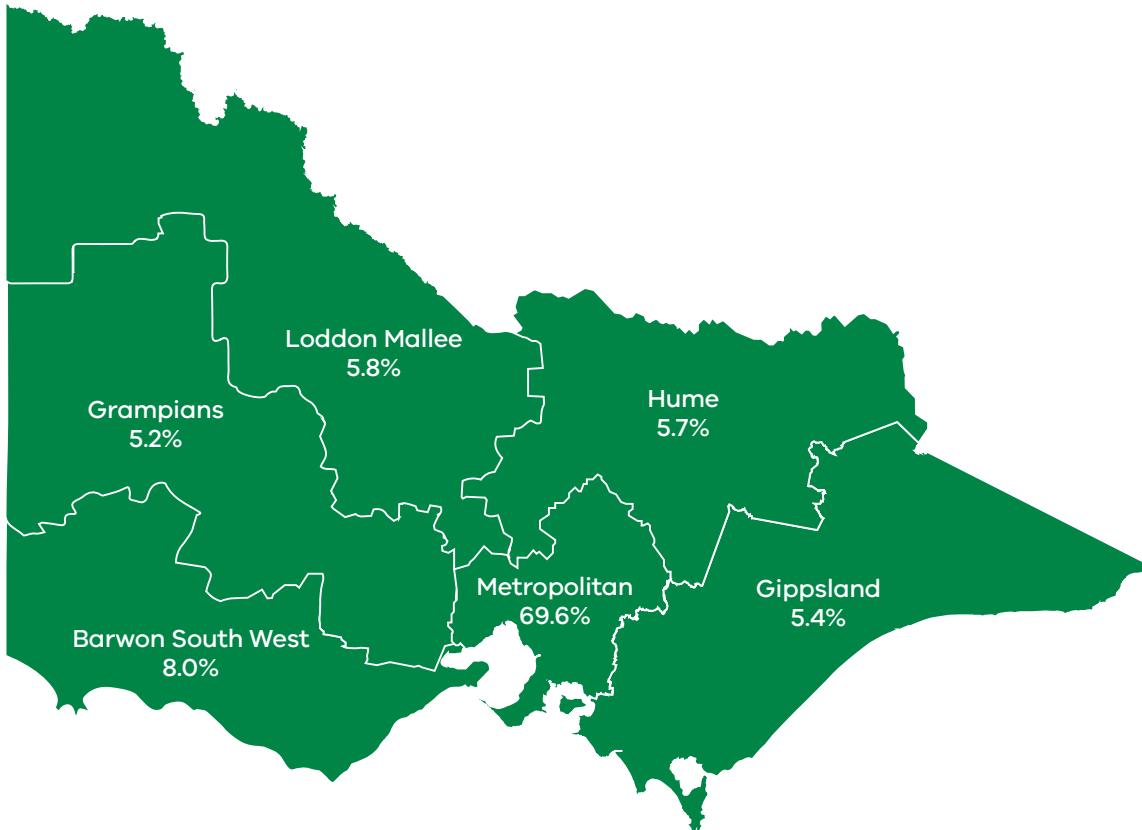 Loddon Mallee
5.8%
Grampians
5.2%
Hume
5.7%
Metropolitan
69.6%
Gippsland
5.4%
Barwon South West
8.0%